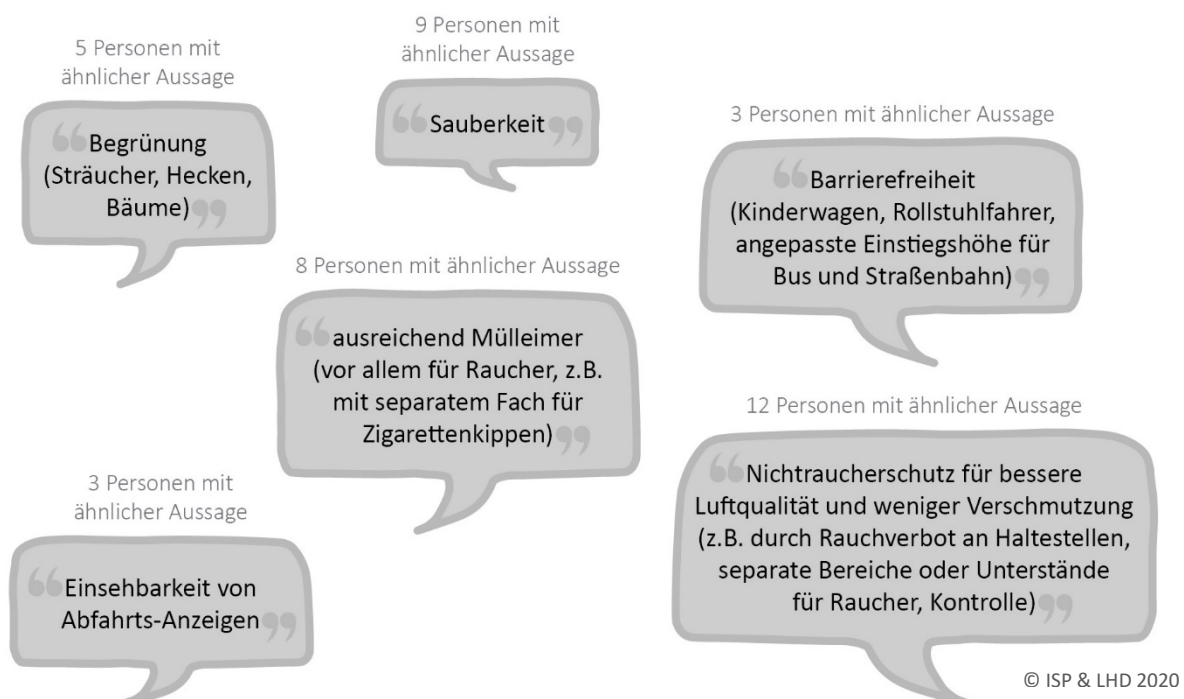 5 Personen mit
ähnlicher Aussage
“Begrünung
(Sträucher, Hecken,
Bäume)”
9 Personen mit
ähnlicher Aussage
“Sauberkeit”
3 Personen mit ähnlicher Aussage
“Barrierefreiheit
(Kinderwagen, Rollstuhlfahrer,
angepasste Einstiegshöhe für
Bus und Straßenbahn)”
8 Personen mit ähnlicher Aussage
“ausreichend Mülleimer
(vor allem für Raucher, z.B.
mit separatem Fach für
Zigarettenkippen)”
12 Personen mit ähnlicher Aussage
“Nichtraucherschutz für bessere
Luftqualität und weniger Verschmutzung
(z.B. durch Rauchverbot an Haltestellen,
separate Bereiche oder Unterstände
für Raucher, Kontrolle)”
3 Personen mit
ähnlicher Aussage
“Einsehbarkeit von
Abfahrts-Anzeigen”
© ISP & LHD 2020